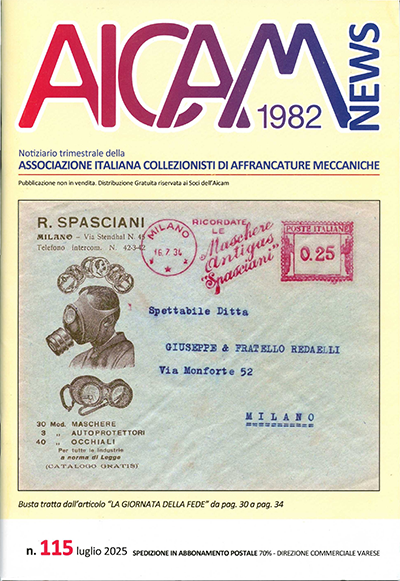 AICAM
1982
NEWS
Notiziario trimestrale della
ASSOCIAZIONE ITALIANA COLLEZIONISTI DI AFFRANCATURE MECCANICHE
Pubblicazione non in vendita. Distribuzione Gratuita riservata ai Soci dell'Aicam
R. SPASCIANI
MILANO - Via Stendhal N. 45
Telefono intercom. N. 42-342
MILANO
16.7.34
RICORDATE
LE
Maschere
Antigas
"Spasciani"
POSTE ITALIANE
0.25
Spettabile Ditta
GIUSEPPE & FRATELLO REDAELLI
Via Monforte 52
MILANO
30 Mod. MASCHERE
3 „ AUTOPROTETTORI
40 „ OCCHIALI
Per tutte le industrie
a norma di Legge
(CATALOGO GRATIS)
Busta tratta dall'articolo "LA GIORNATA DELLA FEDE" da pag. 30 a pag. 34
n. 115 luglio 2025 SPEDIZIONE IN ABBONAMENTO POSTALE 70% - DIREZIONE COMMERCIALE VARESE